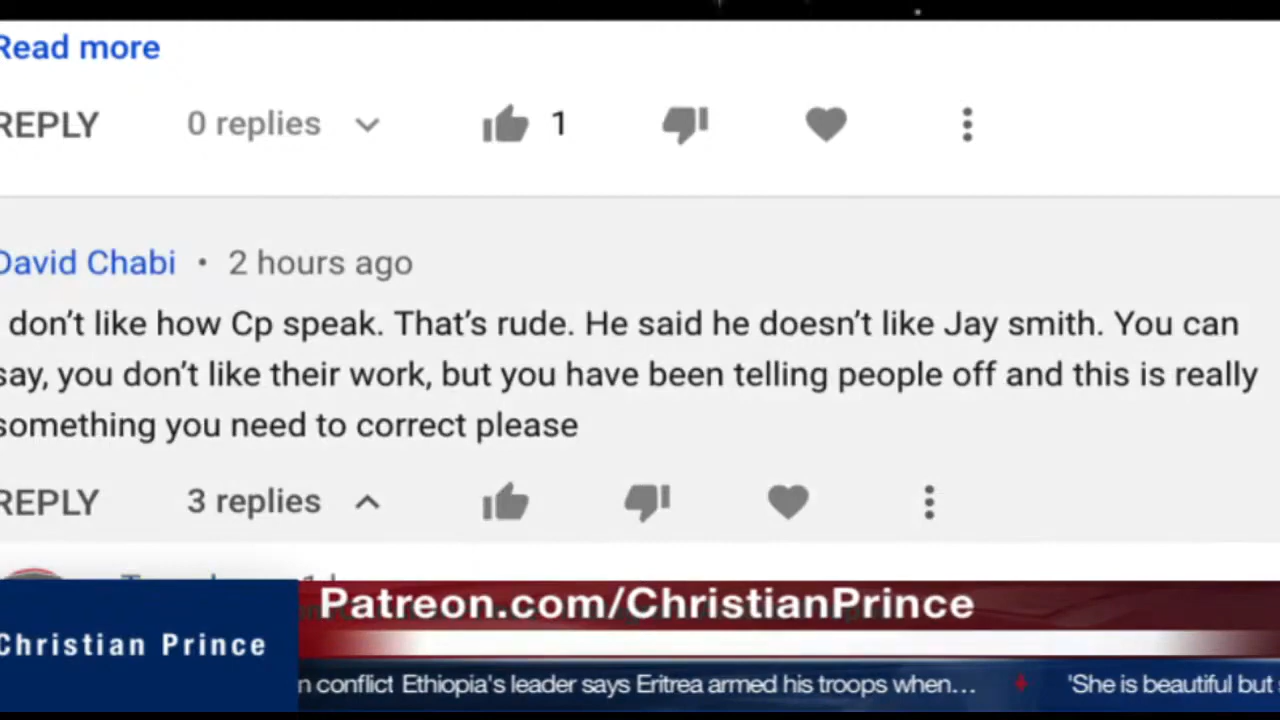 Read more
REPLY 0 replies 1
David Chabi • 2 hours ago
don't like how Cp speak. That's rude. He said he doesn't like Jay smith. You can
say, you don't like their work, but you have been telling people off and this is really
something you need to correct please
REPLY 3 replies
Patreon.com/ChristianPrince
Christian Prince
n conflict Ethiopia's leader says Eritrea armed his troops when... 'She is beautiful but